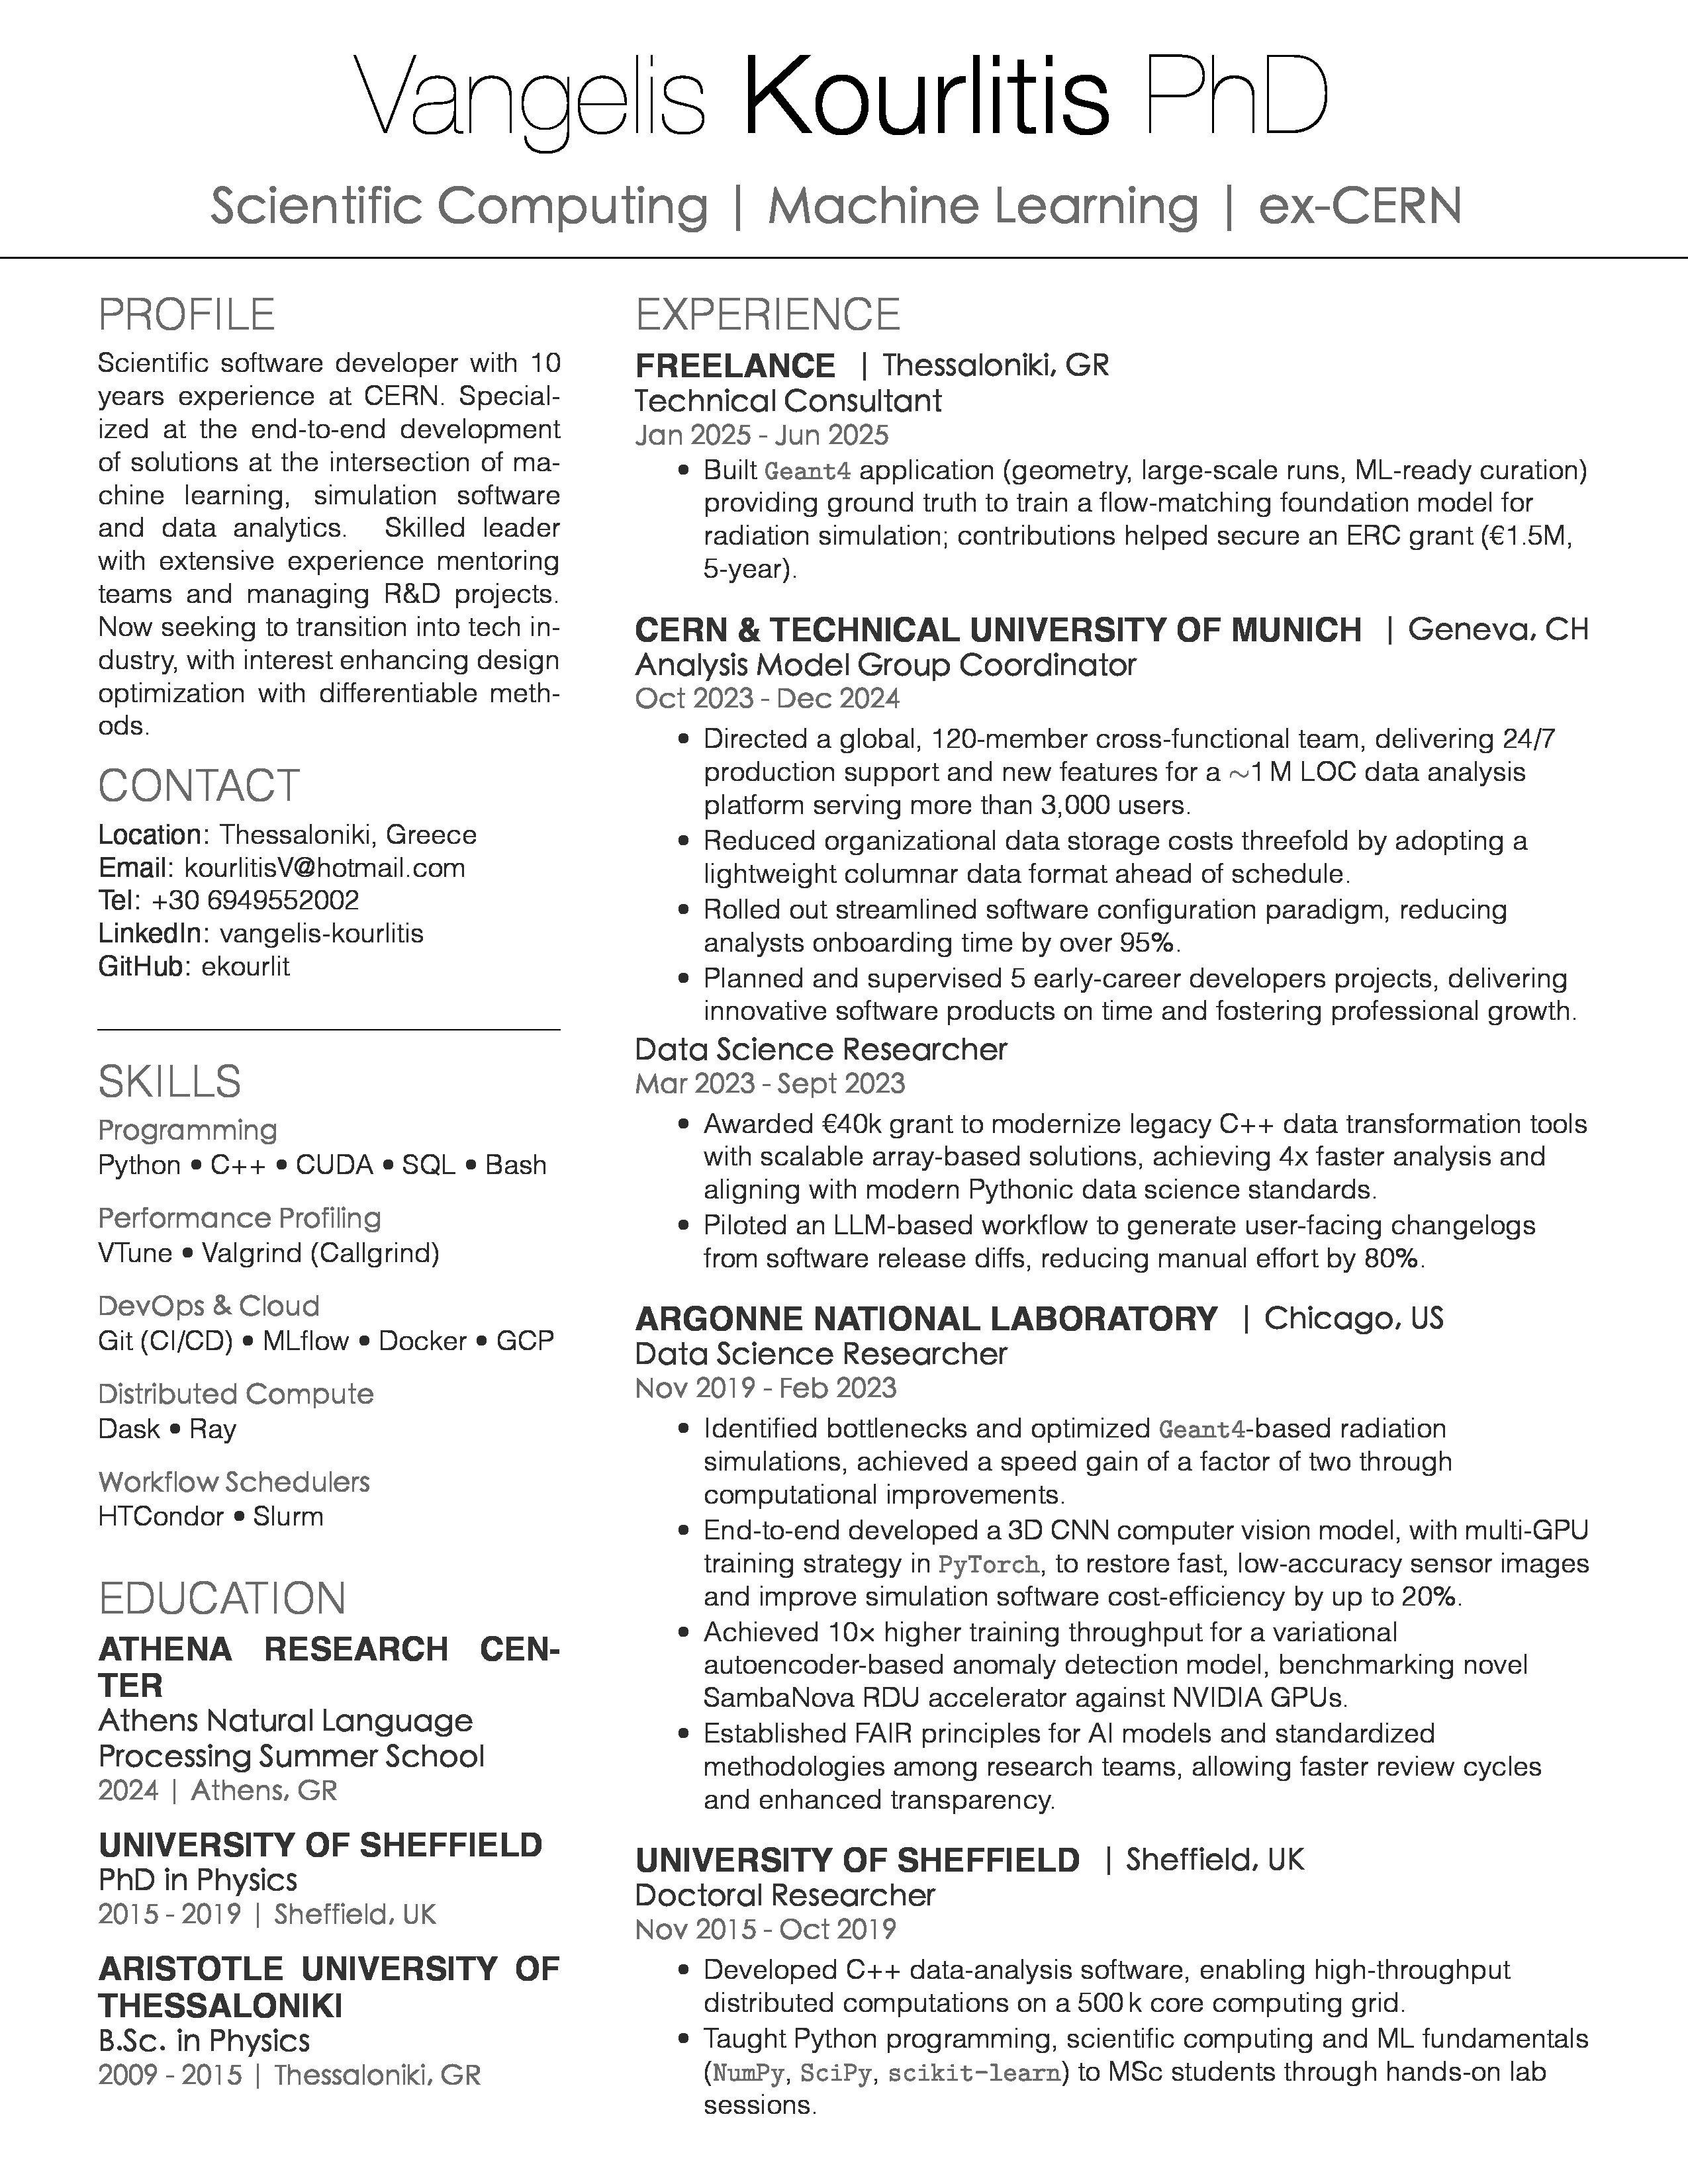 Vangelis Kourlitis PhD
Scientific Computing | Machine Learning | ex-CERN
PROFILE
Scientific software developer with 10
years experience at CERN. Special-
ized at the end-to-end development
of solutions at the intersection of ma-
chine learning, simulation software
and data analytics. Skilled leader
with extensive experience mentoring
teams and managing R&D projects.
Now seeking to transition into tech in-
dustry, with interest enhancing design
optimization with differentiable meth-
ods.
CONTACT
Location: Thessaloniki, Greece
Email: kourlitisV@hotmail.com
Tel: +30 6949552002
LinkedIn: vangelis-kourlitis
GitHub: ekourlit
SKILLS
Programming
Python • C++ • CUDA • SQL • Bash
Performance Profiling
VTune • Valgrind (Callgrind)
DevOps & Cloud
Git (CI/CD) • MLflow • Docker • GCP
Distributed Compute
Dask • Ray
Workflow Schedulers
HTCondor • Slurm
EDUCATION
ATHENA RESEARCH CEN-
TER
Athens Natural Language
Processing Summer School
2024 | Athens, GR
UNIVERSITY OF SHEFFIELD
PhD in Physics
2015 - 2019 | Sheffield, UK
ARISTOTLE UNIVERSITY OF
THESSALONIKI
B.Sc. in Physics
2009 - 2015 | Thessaloniki, GR
EXPERIENCE
FREELANCE | Thessaloniki, GR
Technical Consultant
Jan 2025 - Jun 2025
• Built Geant4 application (geometry, large-scale runs, ML-ready curation)
providing ground truth to train a flow-matching foundation model for
radiation simulation; contributions helped secure an ERC grant (€1.5M,
5-year).
CERN & TECHNICAL UNIVERSITY OF MUNICH | Geneva, CH
Analysis Model Group Coordinator
Oct 2023 - Dec 2024
• Directed a global, 120-member cross-functional team, delivering 24/7
production support and new features for a ~1 M LOC data analysis
platform serving more than 3,000 users.
• Reduced organizational data storage costs threefold by adopting a
lightweight columnar data format ahead of schedule.
• Rolled out streamlined software configuration paradigm, reducing
analysts onboarding time by over 95%.
• Planned and supervised 5 early-career developers projects, delivering
innovative software products on time and fostering professional growth.
Data Science Researcher
Mar 2023 - Sept 2023
• Awarded €40k grant to modernize legacy C++ data transformation tools
with scalable array-based solutions, achieving 4x faster analysis and
aligning with modern Pythonic data science standards.
• Piloted an LLM-based workflow to generate user-facing changelogs
from software release diffs, reducing manual effort by 80%.
ARGONNE NATIONAL LABORATORY | Chicago, US
Data Science Researcher
Nov 2019 - Feb 2023
• Identified bottlenecks and optimized Geant4-based radiation
simulations, achieved a speed gain of a factor of two through
computational improvements.
• End-to-end developed a 3D CNN computer vision model, with multi-GPU
training strategy in PyTorch, to restore fast, low-accuracy sensor images
and improve simulation software cost-efficiency by up to 20%.
• Achieved 10x higher training throughput for a variational
autoencoder-based anomaly detection model, benchmarking novel
SambaNova RDU accelerator against NVIDIA GPUs.
• Established FAIR principles for AI models and standardized
methodologies among research teams, allowing faster review cycles
and enhanced transparency.
UNIVERSITY OF SHEFFIELD | Sheffield, UK
Doctoral Researcher
Nov 2015 - Oct 2019
• Developed C++ data-analysis software, enabling high-throughput
distributed computations on a 500 k core computing grid.
• Taught Python programming, scientific computing and ML fundamentals
(NumPy, SciPy, scikit-learn) to MSc students through hands-on lab
sessions.